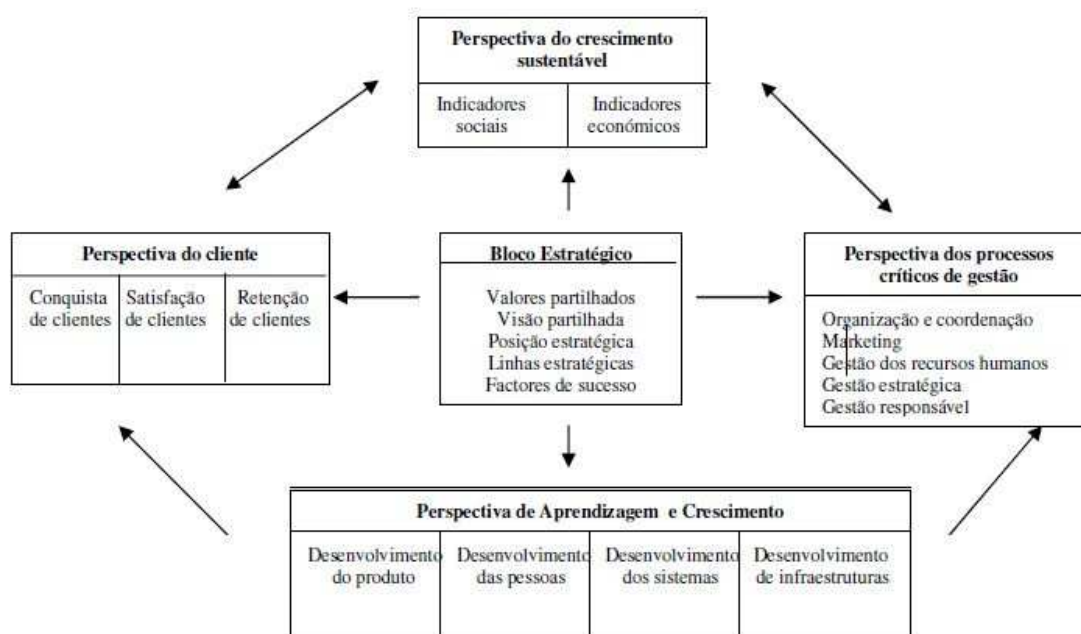 Perspectiva do crescimento
sustentável
Indicadores
sociais
Indicadores
económicos
Perspectiva do cliente
Conquista
de clientes
Satisfação
de clientes
Retenção
de clientes
Bloco Estratégico
Valores partilhados
Visão partilhada
Posição estratégica
Linhas estratégicas
Factores de sucesso
Perspectiva dos processos
críticos de gestão
Organização e coordenação
Marketing
Gestão dos recursos humanos
Gestão estratégica
Gestão responsável
Perspectiva de Aprendizagem e Crescimento
Desenvolvimento
do produto
Desenvolvimento
das pessoas
Desenvolvimento
dos sistemas
Desenvolvimento
de infraestruturas